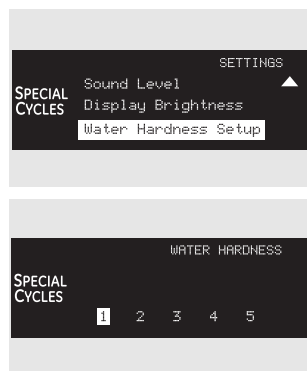 SETTINGS
Sound Level
SPECIAL
CYCLES
Display Brightness
Water Hardness Setup
WATER HARDNESS
SPECIAL
CYCLES
1 2 3 4 5